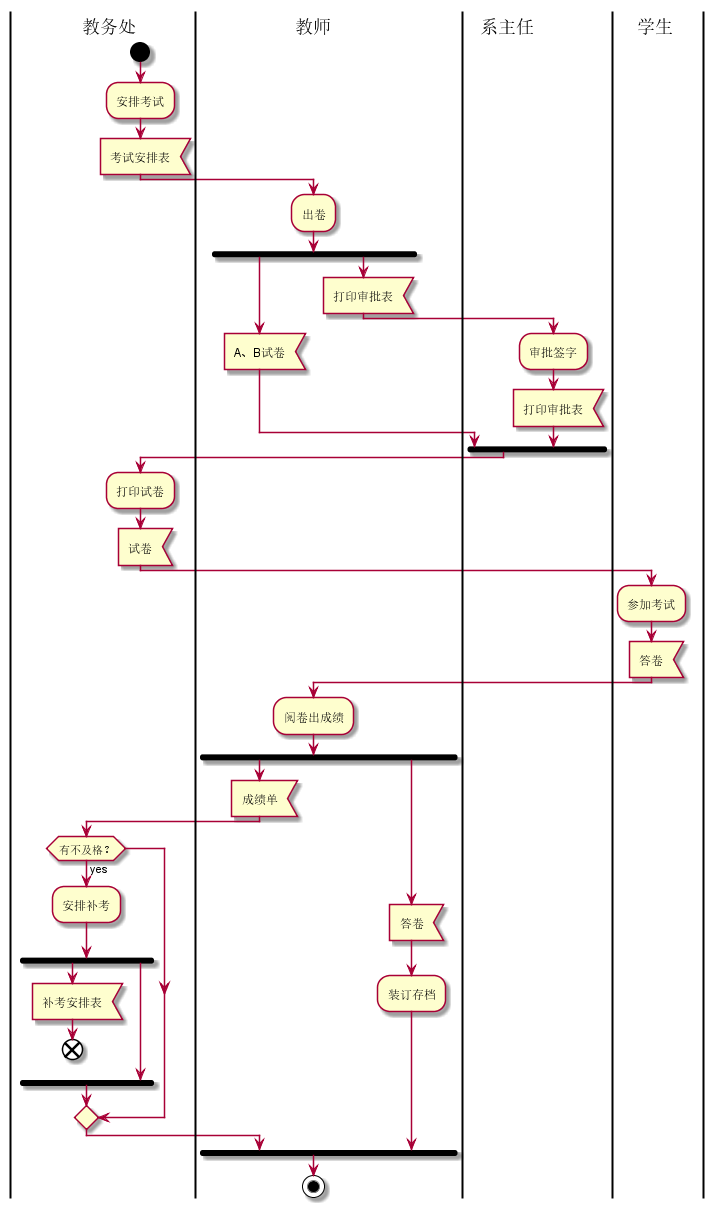 教务处
教师
系主任
学生
安排考试
考试安排表
出卷
打印审批表
A、B试卷
审批签字
打印审批表
打印试卷
试卷
参加考试
答卷
阅卷出成绩
成绩单
有不及格?
yes
安排补考
答卷
装订存档
补考安排表